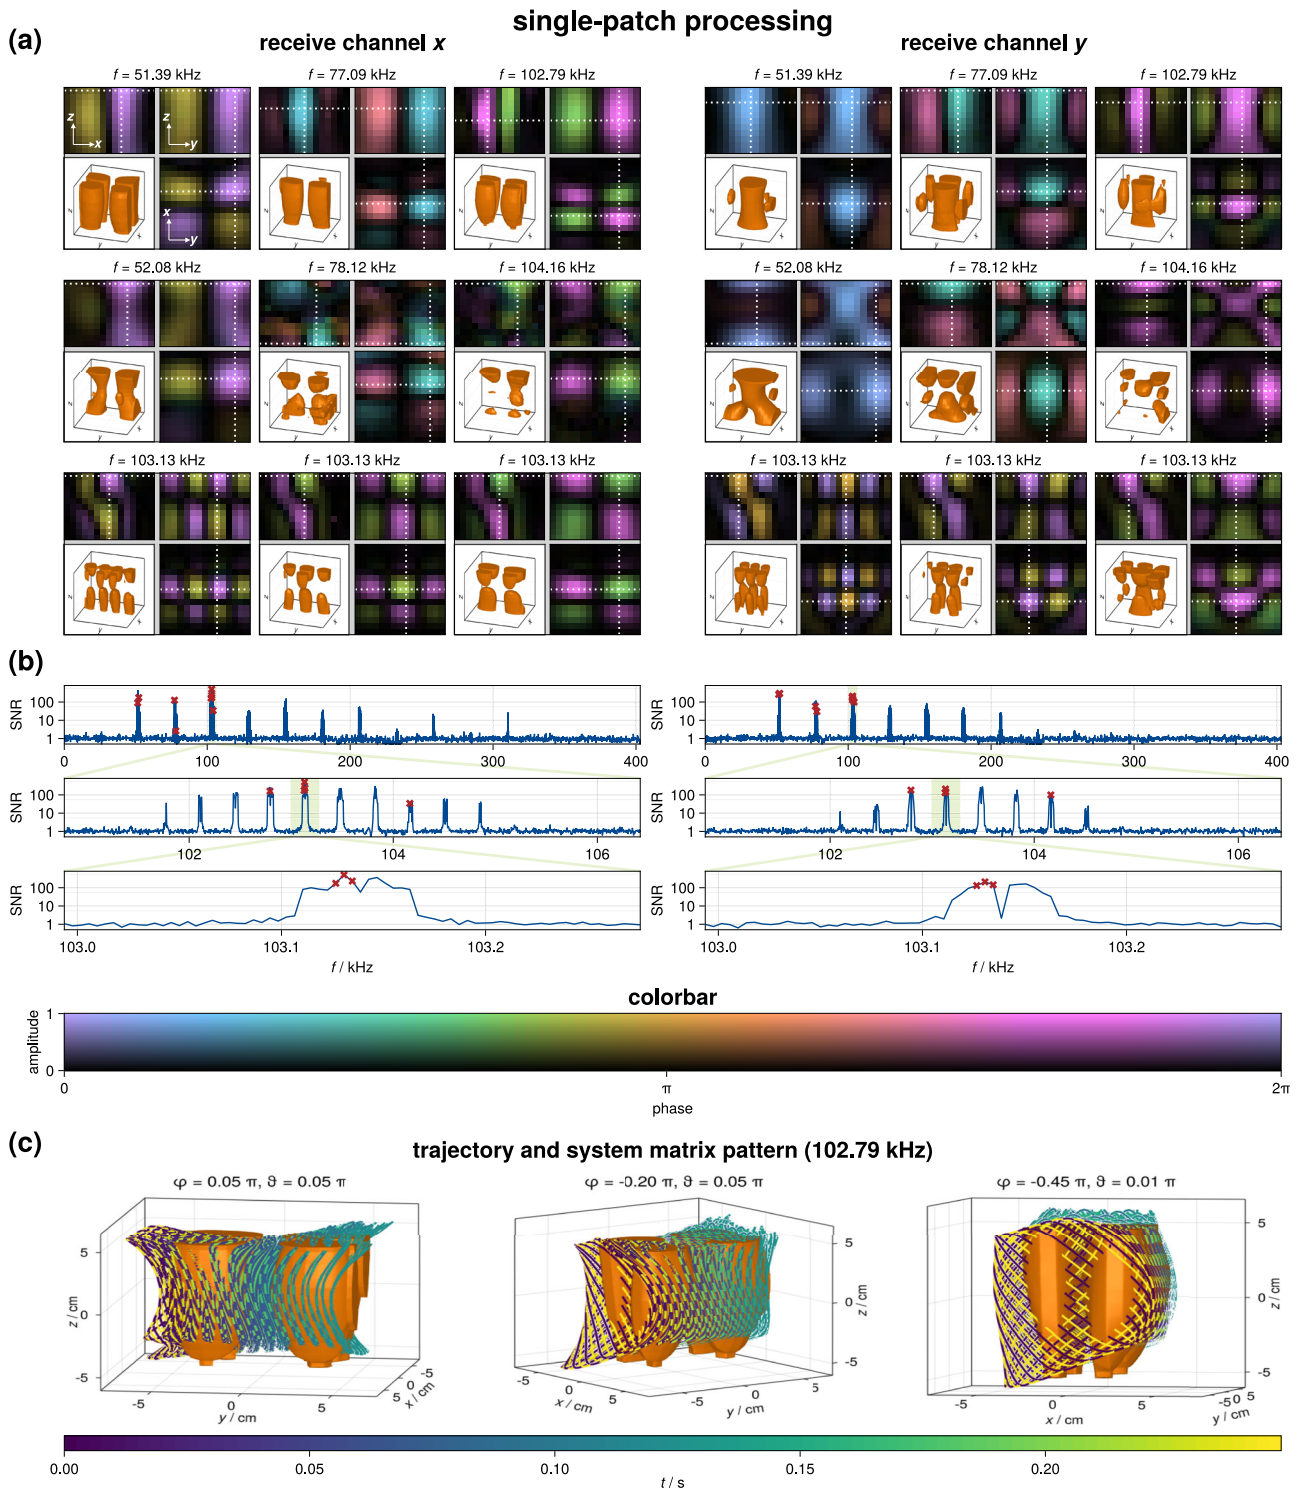 single-patch processing
(a)
receive channel x
receive channel y
f = 51.39 kHz
f = 77.09 kHz
f = 102.79 kHz
f = 51.39 kHz
f = 77.09 kHz
f = 102.79 kHz
z
x
z
y
x
y
z
y
x
z
y
x
z
y
x
z
y
x
z
y
x
z
y
x
f = 52.08 kHz
f = 78.12 kHz
f = 104.16 kHz
f = 52.08 kHz
f = 78.12 kHz
f = 104.16 kHz
z
y
x
z
y
x
z
y
x
z
y
x
z
y
x
z
y
x
f = 103.13 kHz
f = 103.13 kHz
f = 103.13 kHz
f = 103.13 kHz
f = 103.13 kHz
f = 103.13 kHz
z
y
x
z
y
x
z
y
x
z
y
x
z
y
x
z
y
x
(b)
SNR
100
10
1
0
100
200
300
400
SNR
100
10
1
0
100
200
300
400
SNR
100
10
1
102
104
106
SNR
100
10
1
102
104
106
SNR
100
10
1
103.0
103.1
103.2
f / kHz
SNR
100
10
1
103.0
103.1
103.2
f / kHz
colorbar
amplitude
1
0
0
π
2π
phase
(c)
trajectory and system matrix pattern (102.79 kHz)
φ = 0.05 π, ϑ = 0.05 π
φ = -0.20 π, ϑ = 0.05 π
φ = -0.45 π, ϑ = 0.01 π
z / cm
5
0
-5
-5
0
5
y / cm
5
0
-5
x / cm
5
0
-5
z / cm
-5
0
5
x / cm
-5
0
5
y / cm
5
0
-5
z / cm
-5
0
5
x / cm
-5
0
5
y / cm
0.00
0.05
0.10
0.15
0.20
t / s